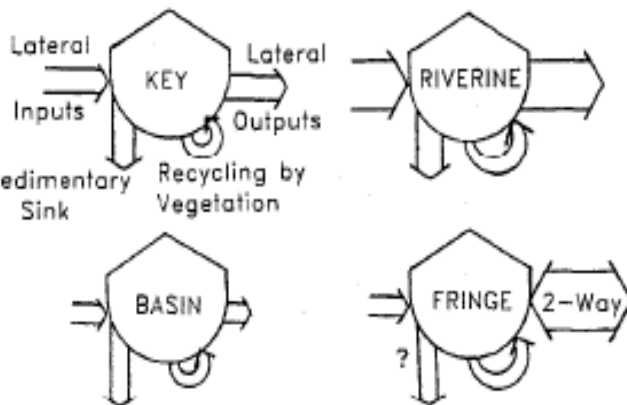 Lateral
KEY
Lateral
RIVERINE
Inputs
Outputs
edimentary
Sink
Recycling by
Vegetation
BASIN
FRINGE
2-Way
?